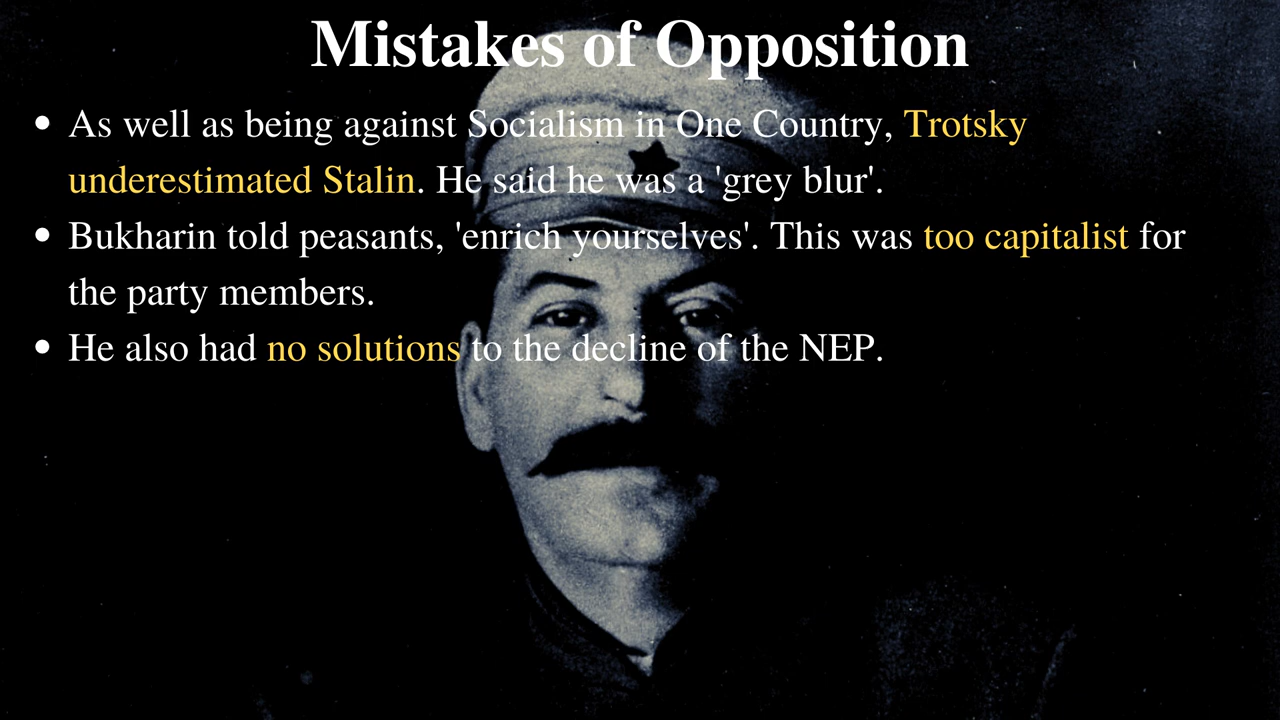 Mistakes of Opposition
• As well as being against Socialism in One Country, Trotsky
underestimated Stalin. He said he was a 'grey blur'.
• Bukharin told peasants, 'enrich yourselves'. This was too capitalist for
the party members.
• He also had no solutions to the decline of the NEP.